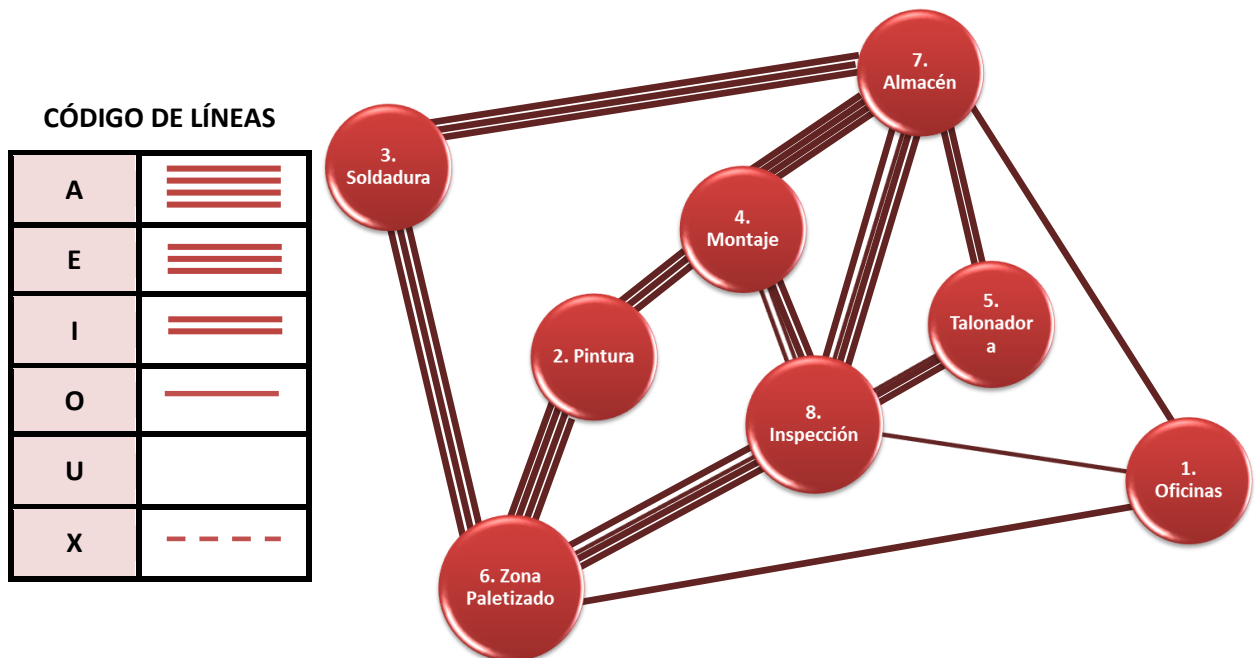 CÓDIGO DE LÍNEAS
A
E
I
O
U
X
7.
Almacén
3.
Soldadura
4.
Montaje
5.
Talonador
a
2. Pintura
8.
Inspección
1.
Oficinas
6. Zona
Paletizado